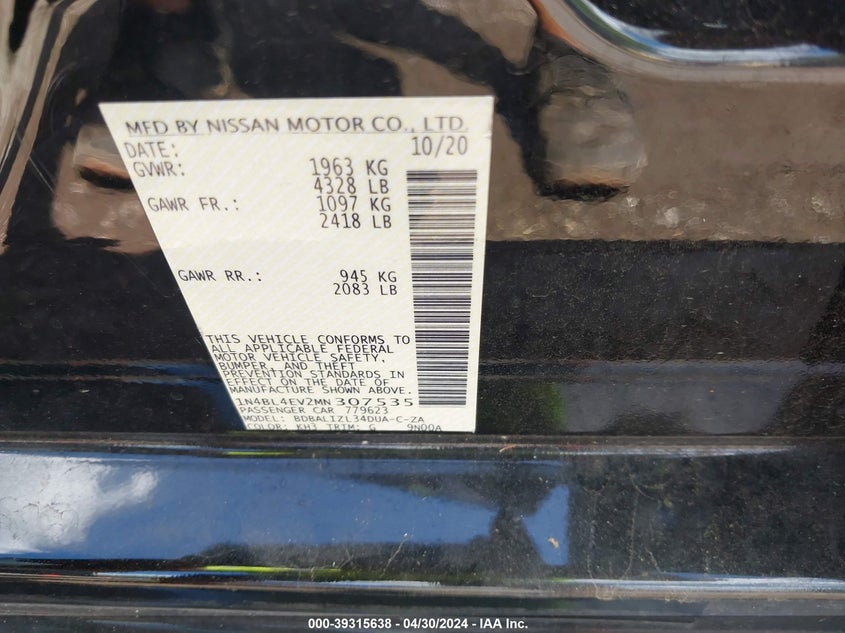 MFD BY NISSAN MOTOR CO., LTD.
DATE: 10/20
GVWR: 1963 KG
4328 LB
GAWR FR.: 1097 KG
2418 LB
GAWR RR.: 945 KG
2083 LB
THIS VEHICLE CONFORMS TO
ALL APPLICABLE FEDERAL
MOTOR VEHICLE SAFETY,
BUMPER, AND THEFT
PREVENTION STANDARDS IN
EFFECT ON THE DATE OF
MANUFACTURE SHOWN ABOVE.
1N4BL4EV2MN307535
PASSENGER CAR 779623
MODEL: BDBALIZL34DUA-C-ZA
COLOR: KH3 TRIM: G 9N00A
000-39315638 - 04/30/2024 - IAA Inc.